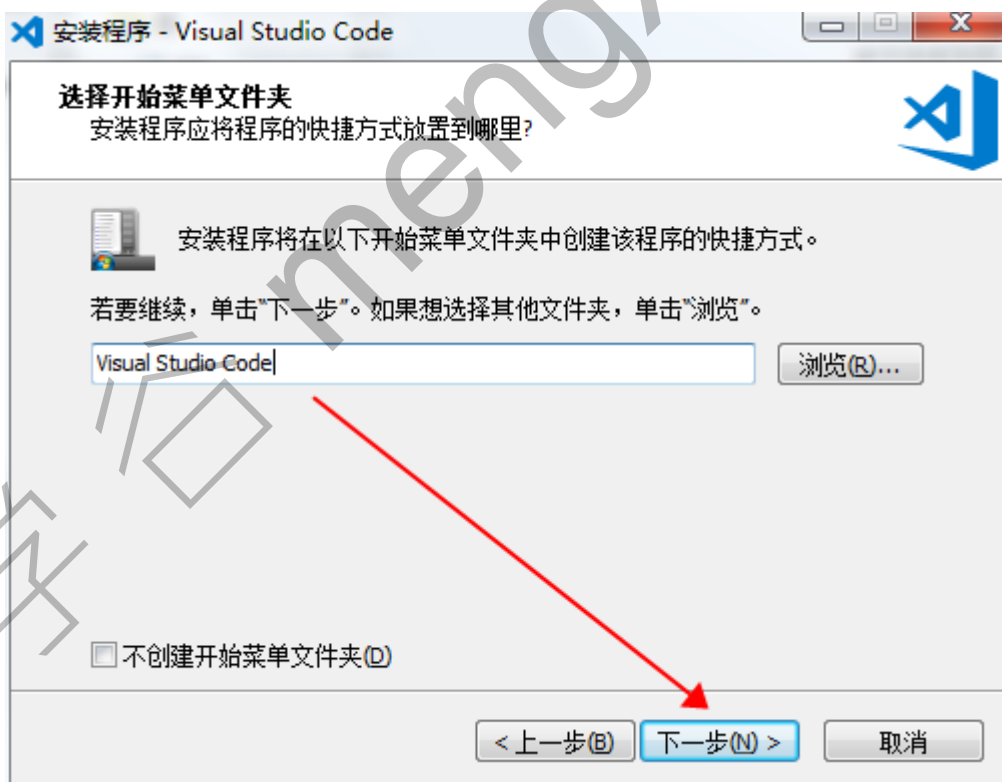 安装程序 - Visual Studio Code
选择开始菜单文件夹
安装程序应将程序的快捷方式放置到哪里?
安装程序将在以下开始菜单文件夹中创建该程序的快捷方式。
若要继续，单击"下一步"。如果想选择其他文件夹，单击"浏览"。
Visual Studio Code
浏览(R)...
不创建开始菜单文件夹(D)
< 上一步(B)
下一步(N) >
取消
学谷 meng